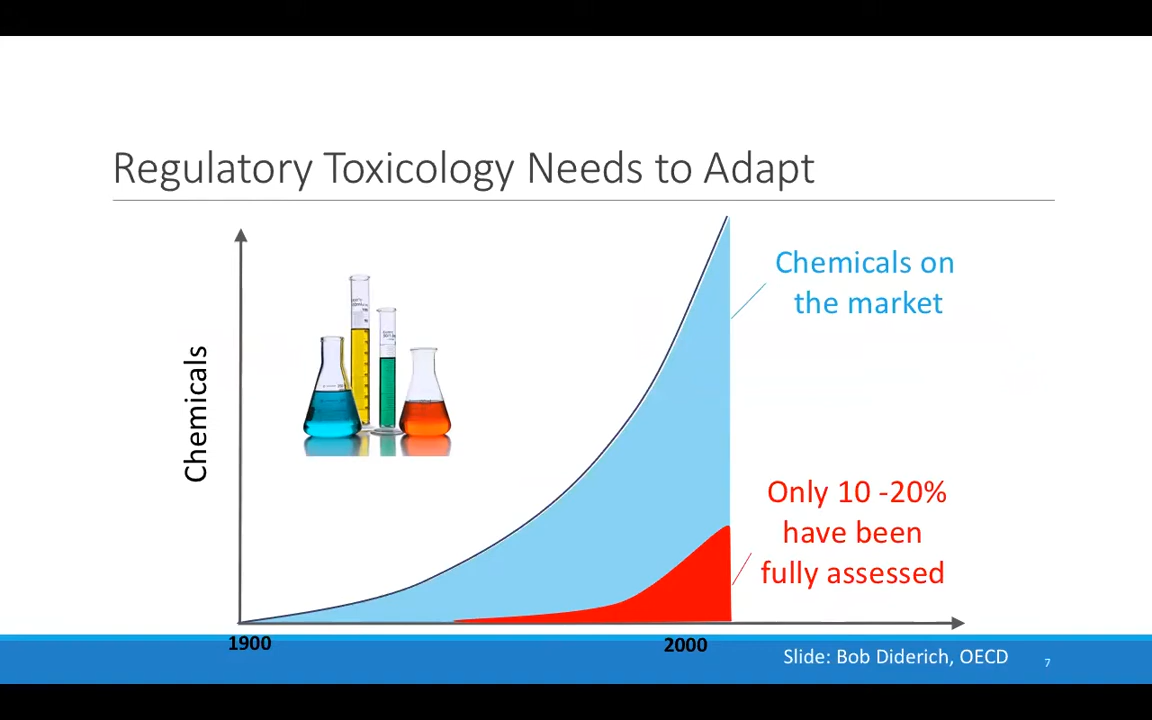 Regulatory Toxicology Needs to Adapt
Chemicals
Chemicals on
the market
Only 10 -20%
have been
fully assessed
1900
2000
Slide: Bob Diderich, OECD
7